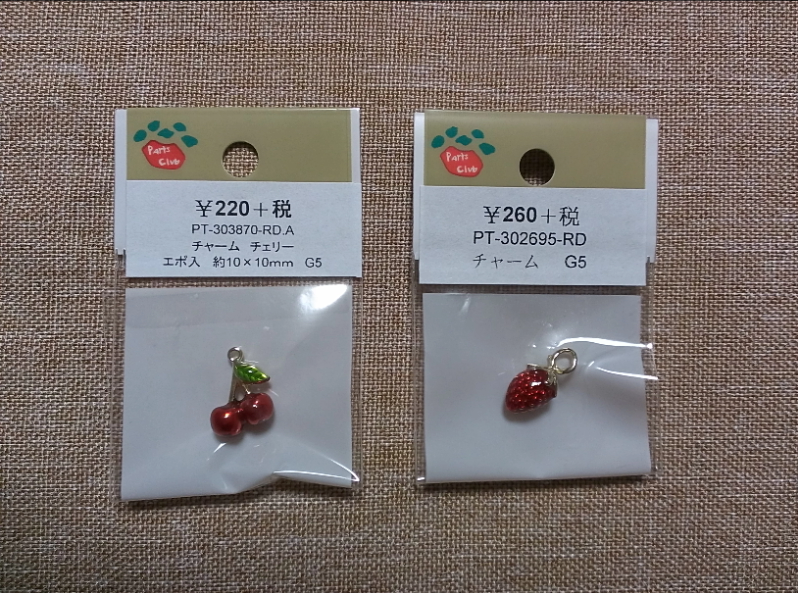 Parts
Club
￥220＋税
PT-303870-RD.A
チャーム　チェリー
エポ入　約10×10mm　G5
Parts
Club
￥260＋税
PT-302695-RD
チャーム　G5